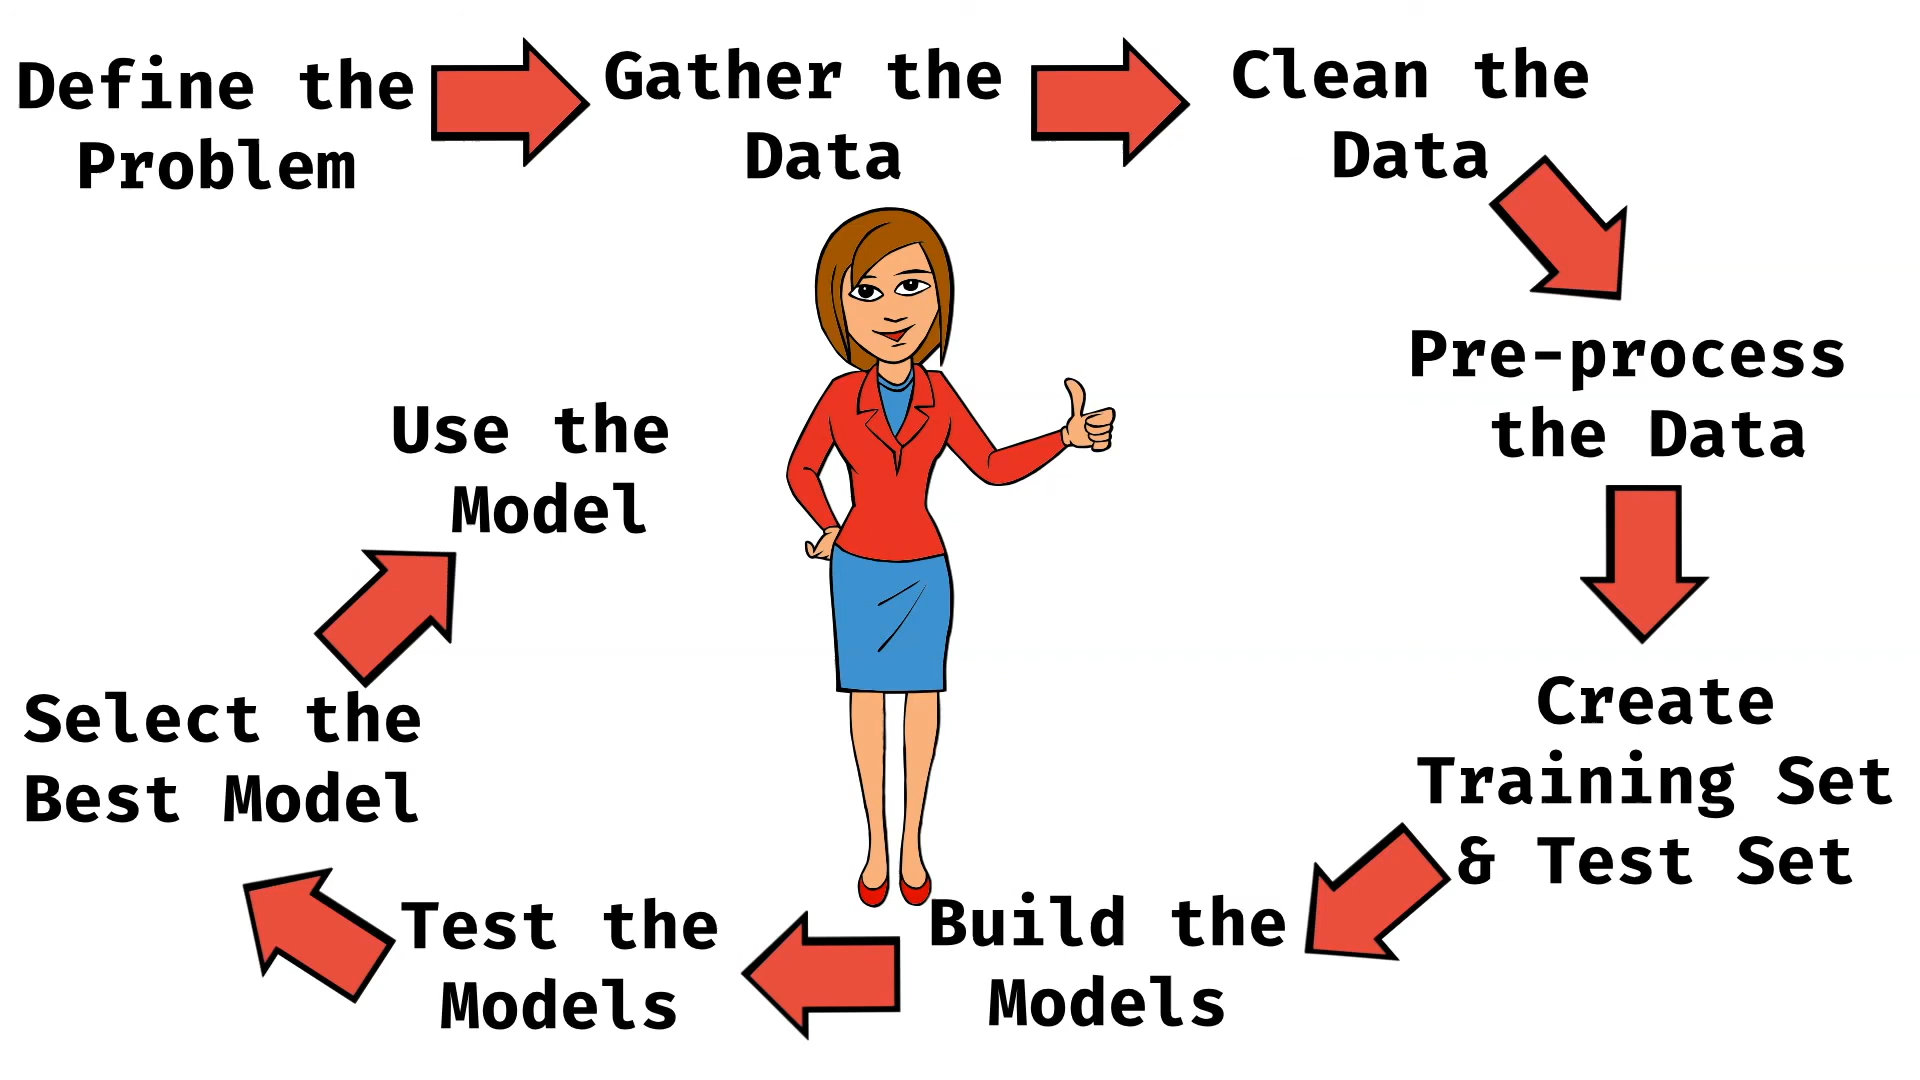 Define the
Problem
Gather the
Data
Clean the
Data
Pre-process
the Data
Create
Training Set
& Test Set
Build the
Models
Test the
Models
Select the
Best Model
Use the
Model